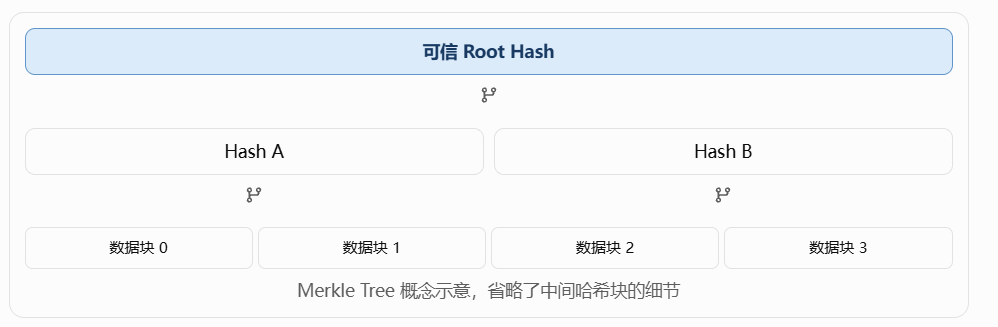 可信 Root Hash
Hash A
Hash B
数据块 0
数据块 1
数据块 2
数据块 3
Merkle Tree 概念示意，省略了中间哈希块的细节